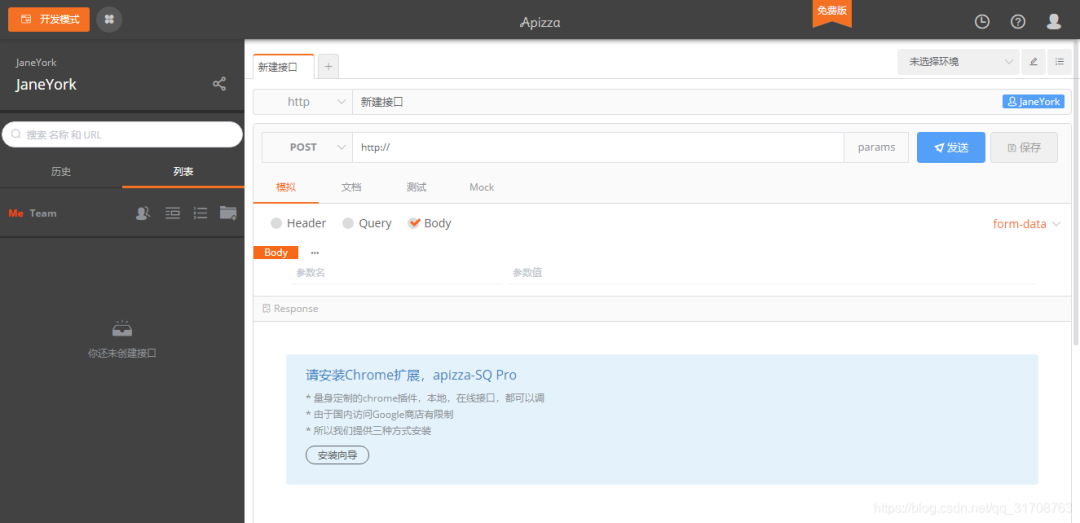 开发模式
Apizza
免费版
JaneYork
JaneYork
搜索 名称 和 URL
历史
列表
Me Team
你还未创建接口
新建接口
+
未选择环境
http
新建接口
JaneYork
POST
http://
params
发送
保存
模拟
文档
测试
Mock
Header
Query
Body
form-data
Body
...
参数名
参数值
Response
请安装Chrome扩展，apizza-SQ Pro
* 量身定制的chrome插件，本地，在线接口，都可以调
* 由于国内访问Google商店有限制
* 所以我们提供三种方式安装
安装向导
https://blog.csdn.net/qq_31708763